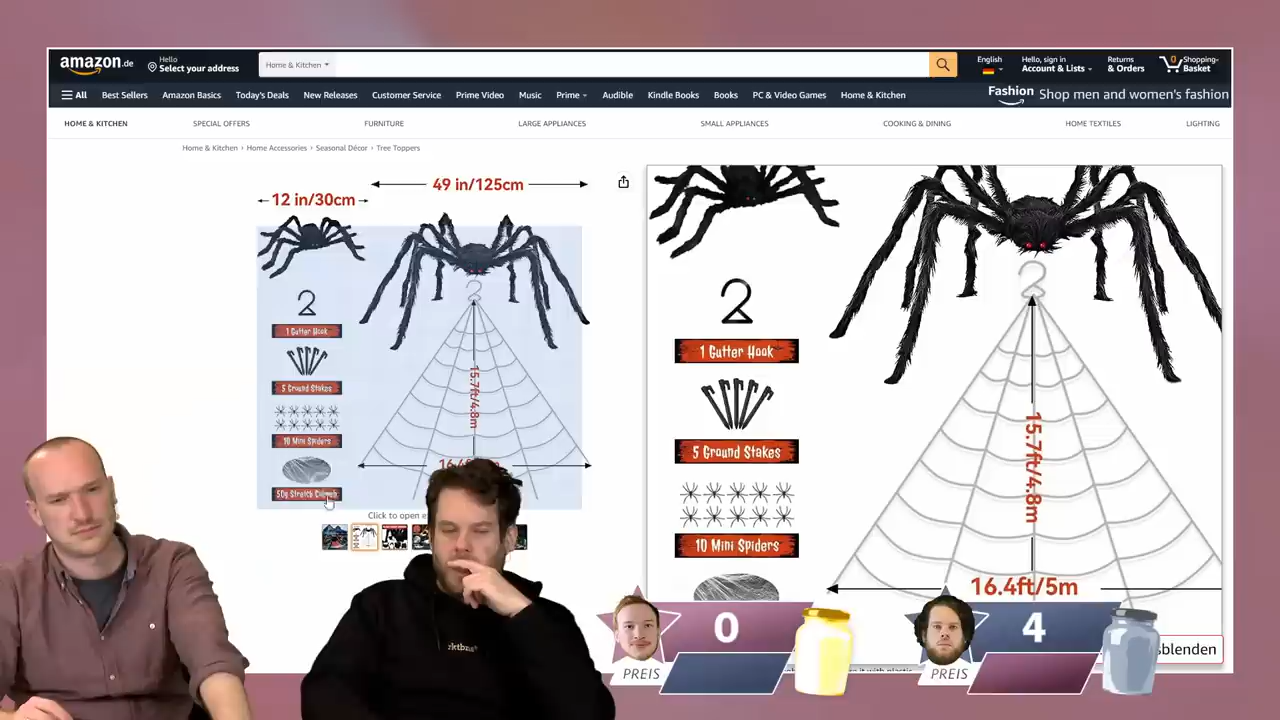 amazon.de
Hello
Select your address
Home & Kitchen
English
Hello, sign in
Account & Lists
Returns
& Orders
0
Shopping-
Basket
All
Best Sellers
Amazon Basics
Today's Deals
New Releases
Customer Service
Prime Video
Music
Prime
Audible
Kindle Books
Books
PC & Video Games
Home & Kitchen
Fashion
Shop men and women's fashion
HOME & KITCHEN
SPECIAL OFFERS
FURNITURE
LARGE APPLIANCES
SMALL APPLIANCES
COOKING & DINING
HOME TEXTILES
LIGHTING
Home & Kitchen › Home Accessories › Seasonal Décor › Tree Toppers
49 in/125cm
12 in/30cm
1 Gutter Hook
5 Ground Stakes
15.7ft/4.8m
10 Mini Spiders
50g Stretch
Click to open
1 Gutter Hook
5 Ground Stakes
15.7ft/4.8m
10 Mini Spiders
16.4ft/5m
0
4
PREIS
PREIS
sblenden